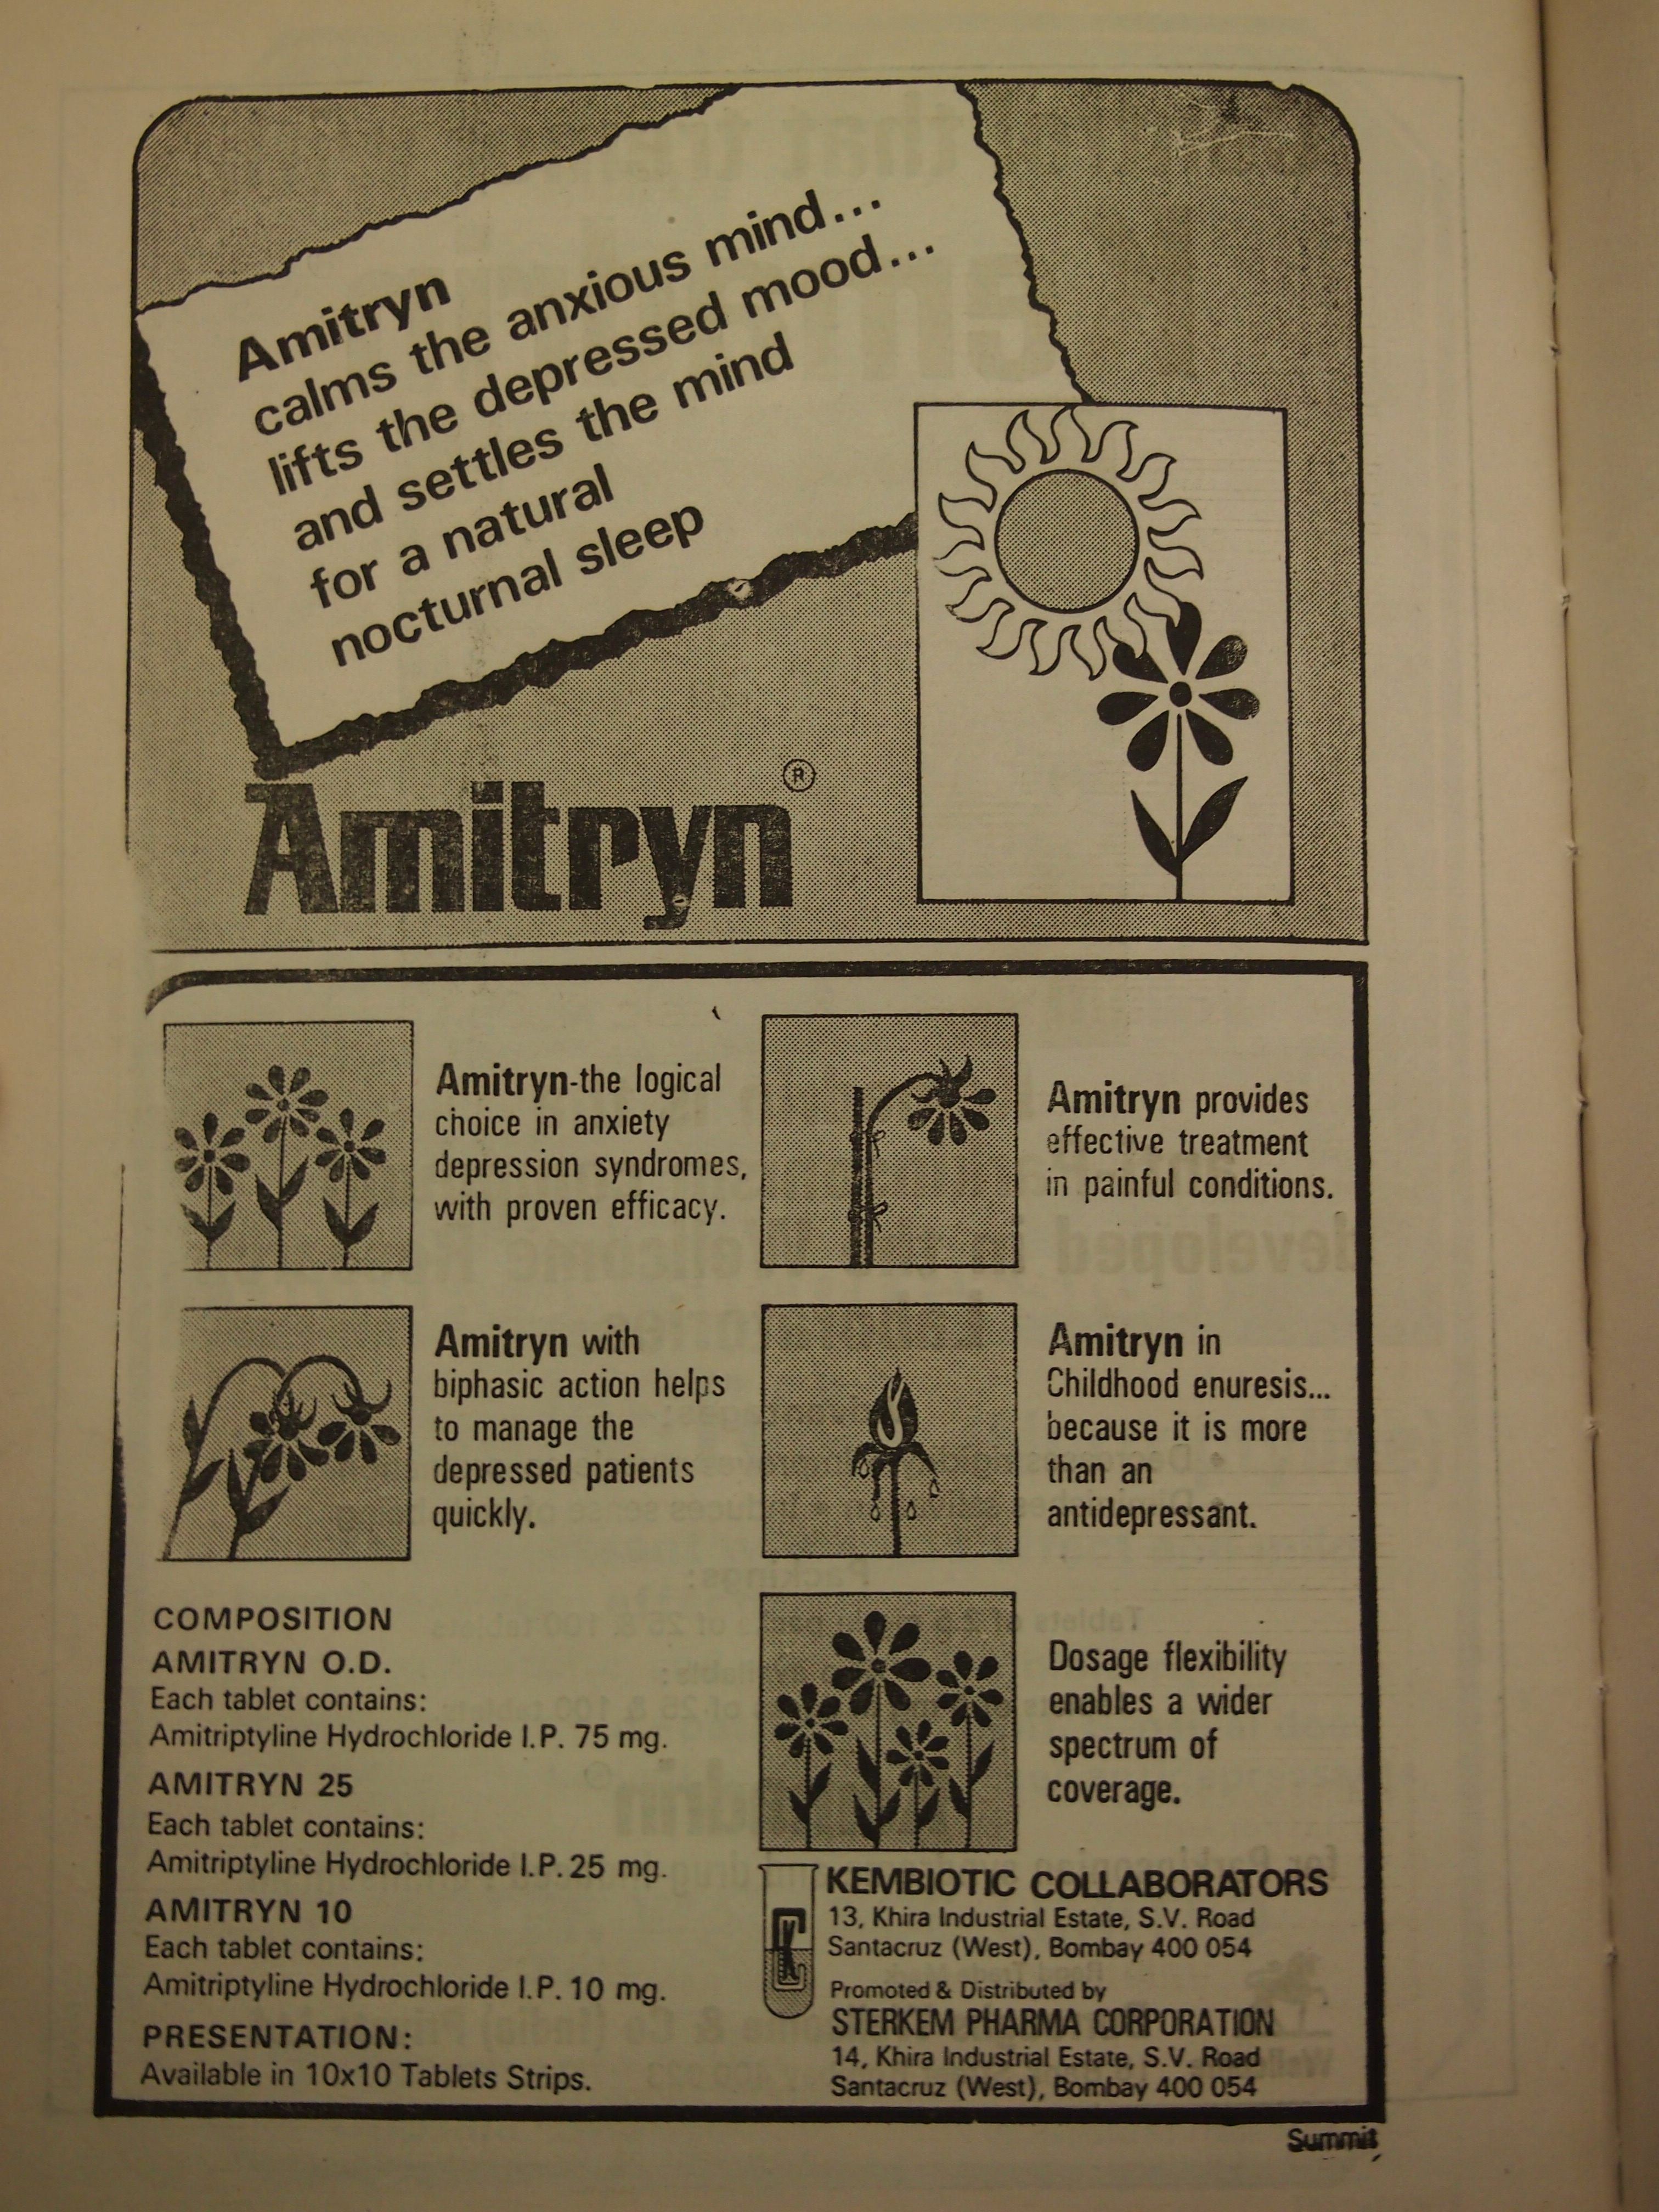 Amitryn
calms the anxious mind...
lifts the depressed mood...
and settles the mind
for a natural
nocturnal sleep
Amitryn®
Amitryn-the logical
choice in anxiety
depression syndromes,
with proven efficacy.
Amitryn provides
effective treatment
in painful conditions.
Amitryn with
biphasic action helps
to manage the
depressed patients
quickly.
Amitryn in
Childhood enuresis...
because it is more
than an
antidepressant.
Dosage flexibility
enables a wider
spectrum of
coverage.
COMPOSITION
AMITRYN O.D.
Each tablet contains:
Amitriptyline Hydrochloride I.P. 75 mg.
AMITRYN 25
Each tablet contains:
Amitriptyline Hydrochloride I.P. 25 mg.
AMITRYN 10
Each tablet contains:
Amitriptyline Hydrochloride I.P. 10 mg.
PRESENTATION:
Available in 10x10 Tablets Strips.
KEMBIOTIC COLLABORATORS
13, Khira Industrial Estate, S.V. Road
Santacruz (West), Bombay 400 054
Promoted & Distributed by
STERKEM PHARMA CORPORATION
14, Khira Industrial Estate, S.V. Road
Santacruz (West), Bombay 400 054
Summit